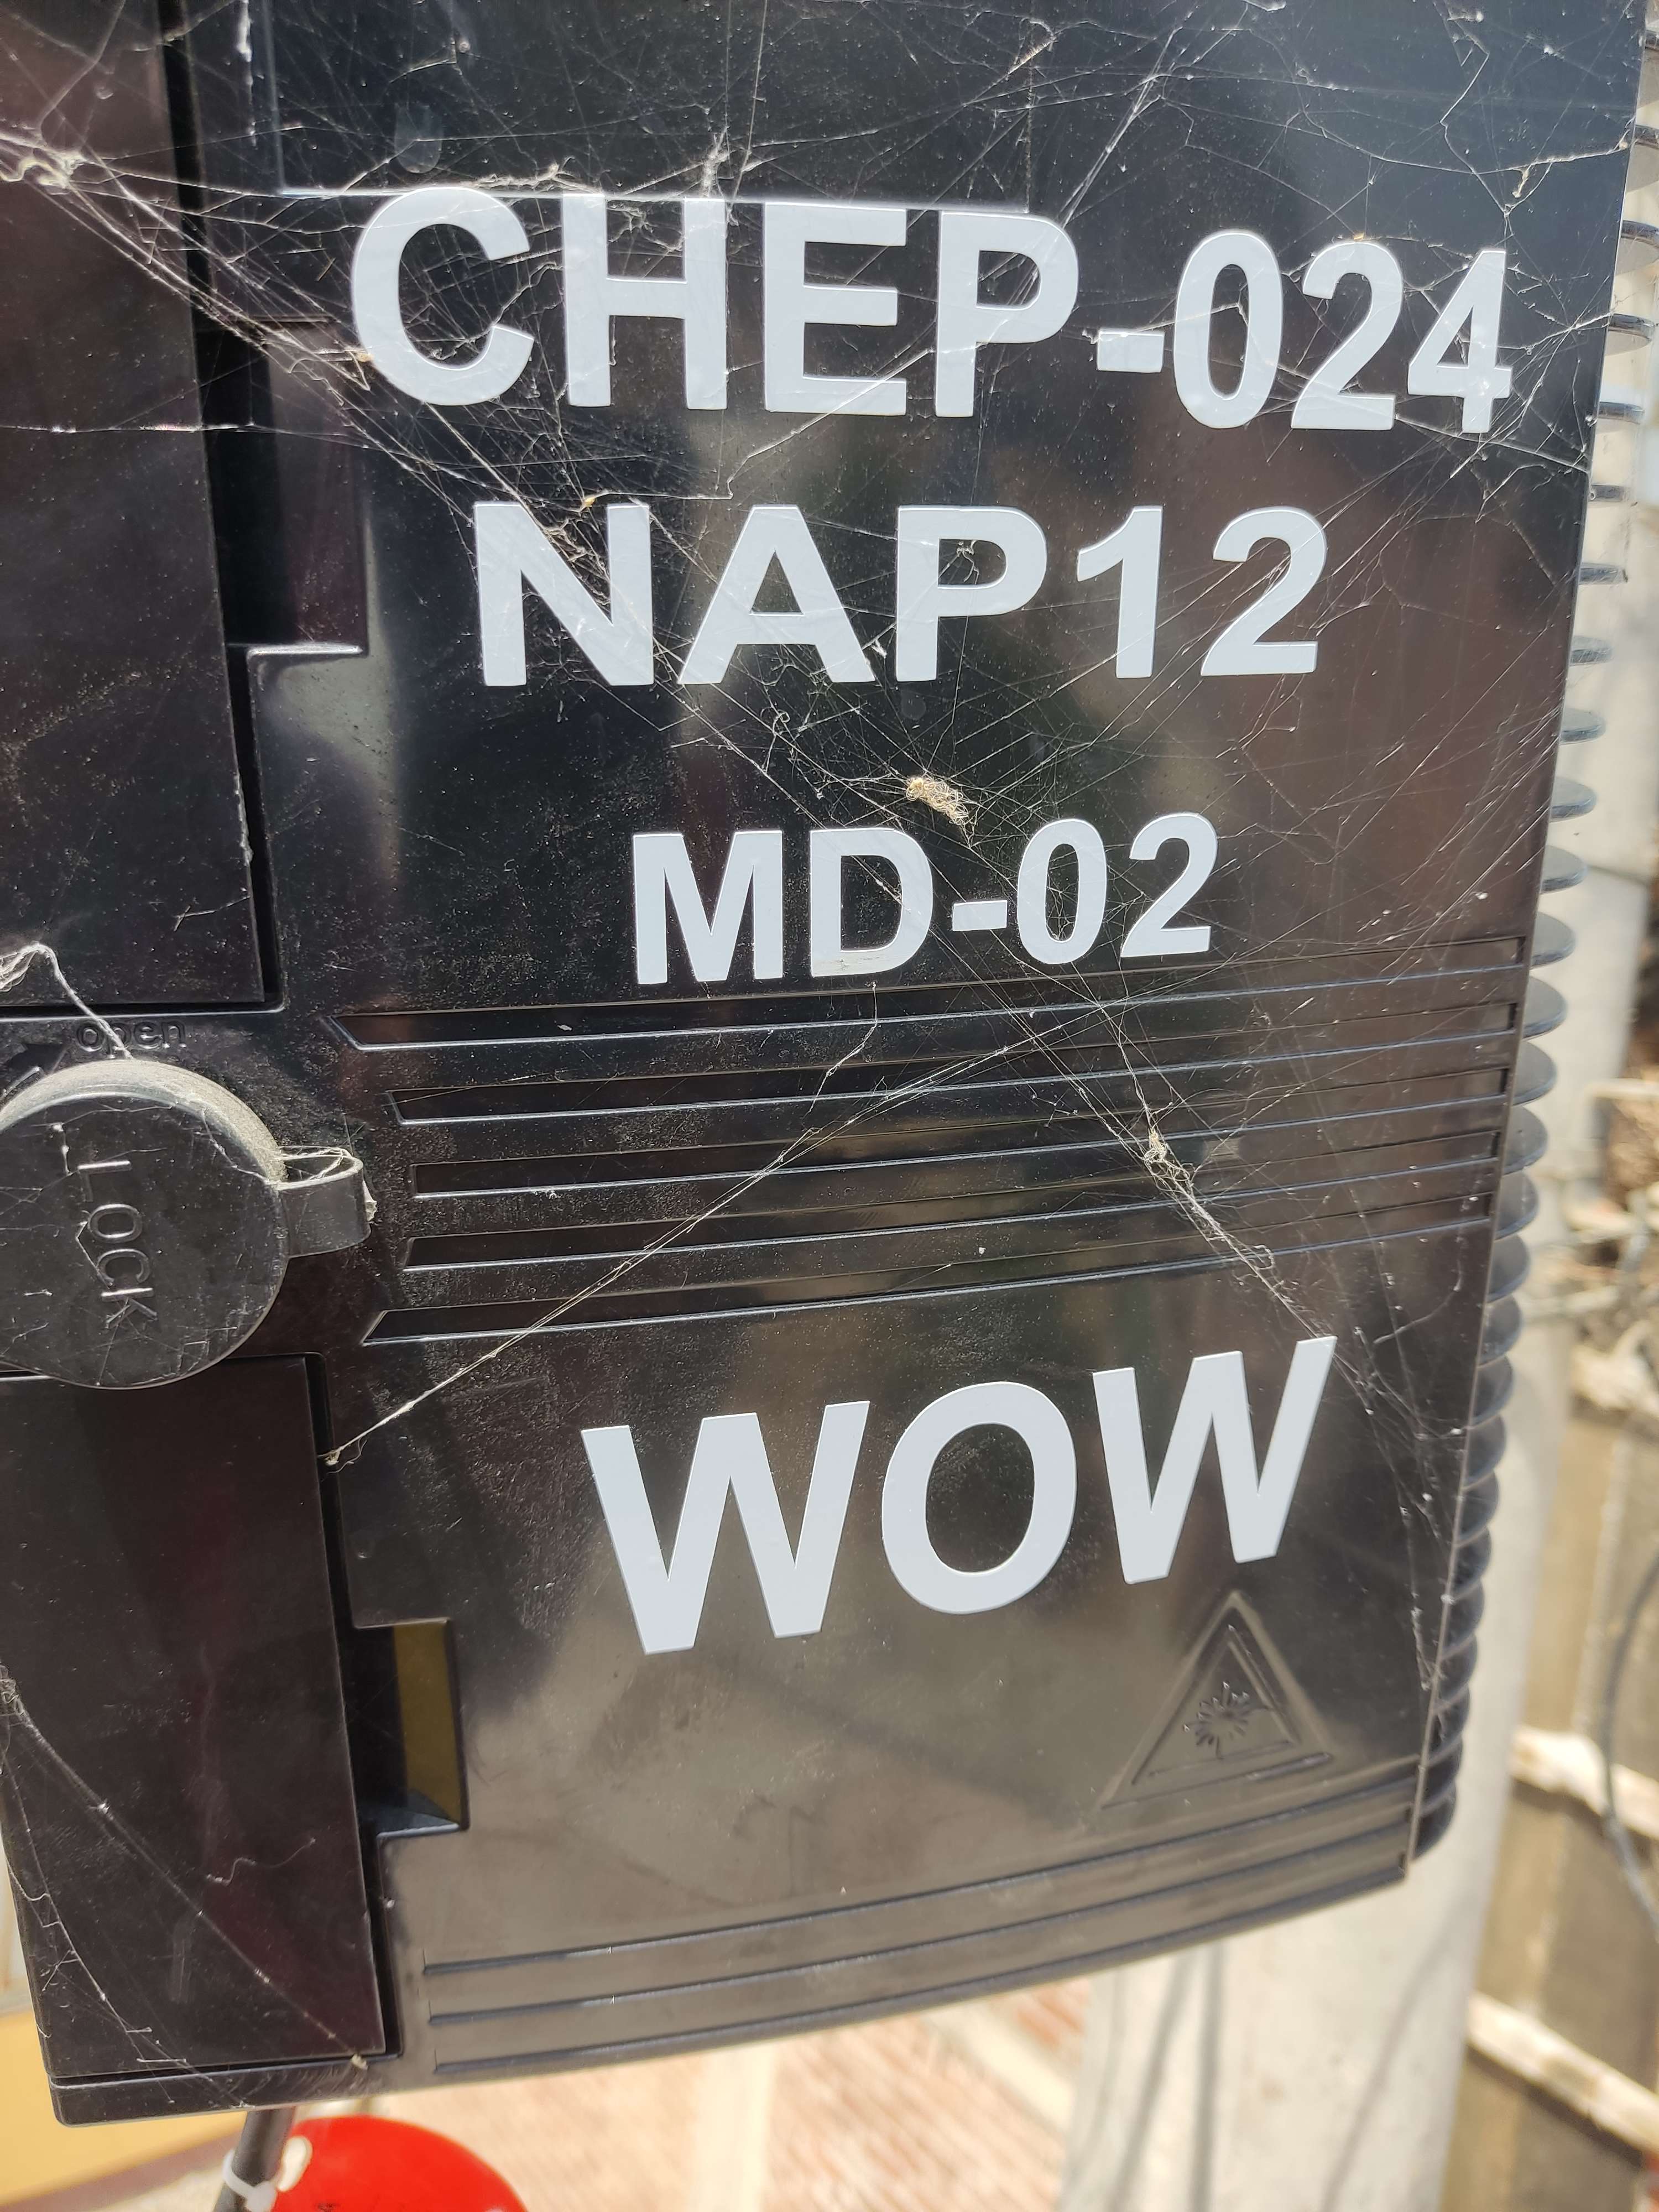 CHEP-024
NAP12
MD-02
open
LOCK
WOW